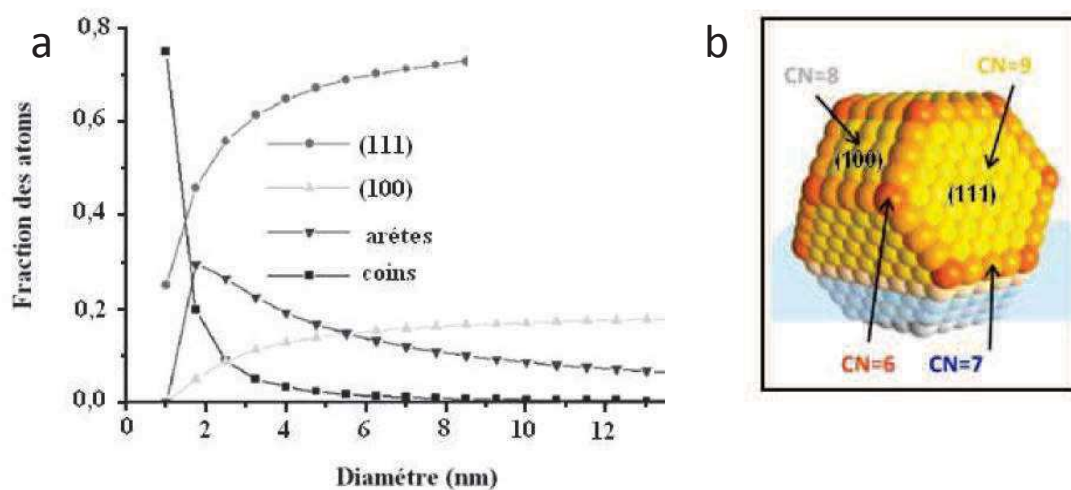 a
0,8
0,6
0,4
0,2
0,0
0
2
4
6
8
10
12
Fraction des atoms
Diamétre (nm)
(111)
(100)
arétes
coins
b
CN=8
CN=9
(100)
(111)
CN=6
CN=7